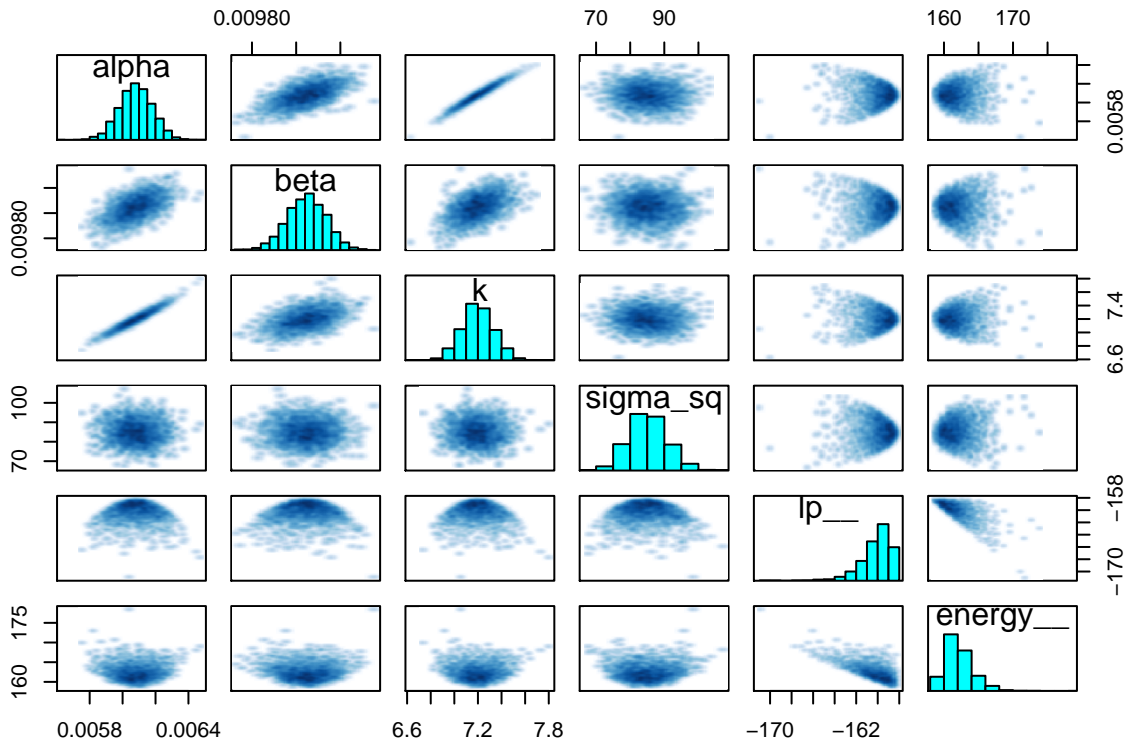 0.00980
70 90
160 170
alpha
0.0058
beta
0.00980
k
7.4
6.6
sigma_sq
100
70
lp__
−158
−170
energy__
175
160
0.0058 0.0064
6.6 7.2 7.8
−170 −162